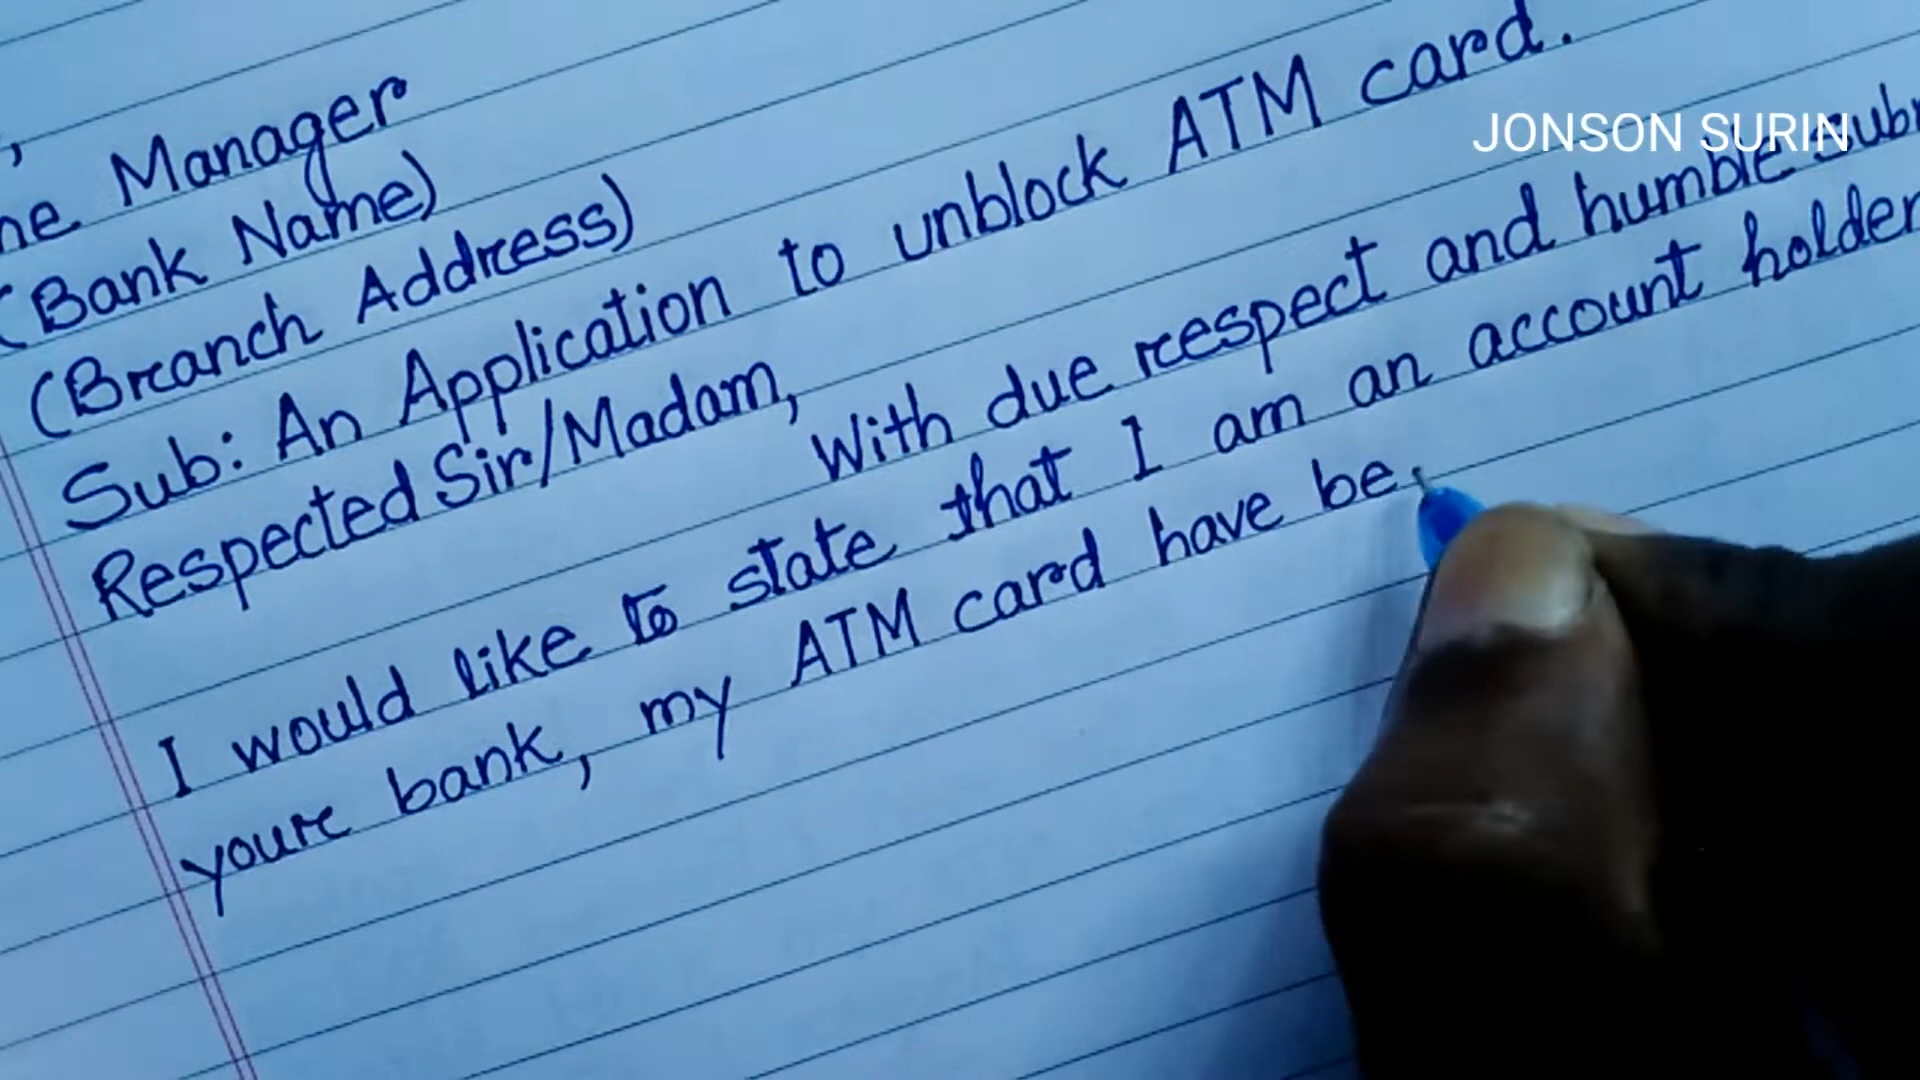 he Manager
(Bank Name)
(Branch Address)
Sub: An Application to unblock ATM card.
Respected Sir/Madam,
With due respect and humble sub
I would like to state that I am an account holder
your bank, my ATM card have be
JONSON SURIN